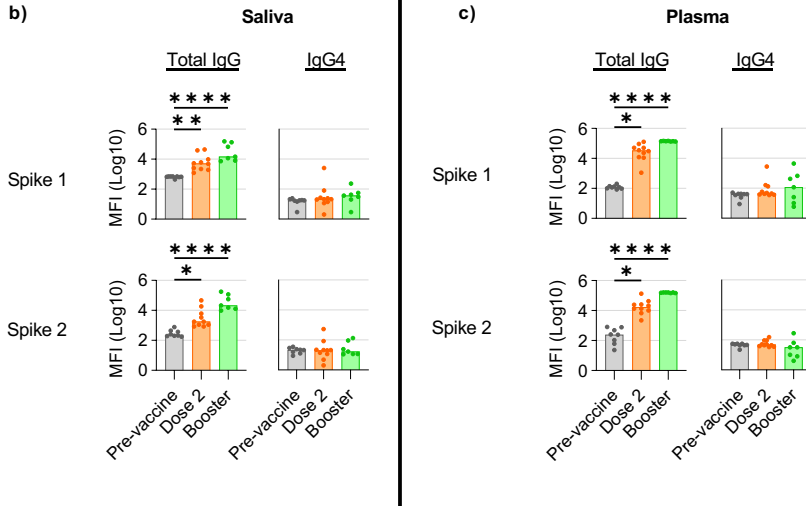 b)
Saliva
Total IgG
IgG4
Spike 1
MFI (Log10)
6
4
2
0
* * * *
* *
Spike 2
MFI (Log10)
6
4
2
0
* * * *
*
Pre-vaccine
Dose 2
Booster
Pre-vaccine
Dose 2
Booster
c)
Plasma
Total IgG
IgG4
Spike 1
MFI (Log10)
6
4
2
0
* * * *
*
Spike 2
MFI (Log10)
6
4
2
0
* * * *
*
Pre-vaccine
Dose 2
Booster
Pre-vaccine
Dose 2
Booster